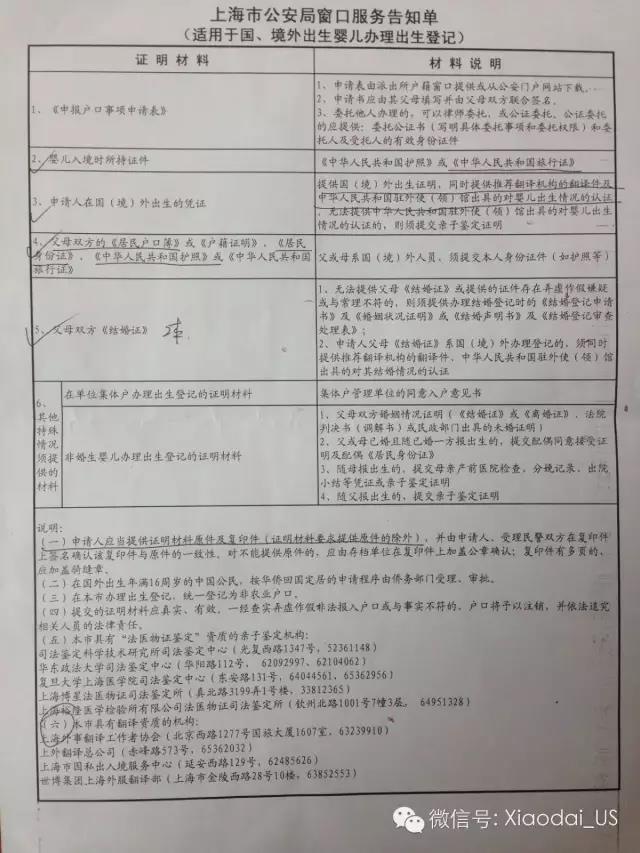 上海市公安局窗口服务告知单
（适用于国、境外出生婴儿办理出生登记）
证明材料
材料说明
1、《申报户口事项申请表》
1、申请表由派出所户籍窗口提供或从公安门户网站下载。
2、申请书应由其父母填写并由父母双方联合签名。
3、委托他人办理的，可以律师委托，或公证委托。公证委托
的应提供：委托公证书（写明具体委托事项和委托权限）和委
托人及受托人的有效身份证件
2、婴儿入境时所持证件
《中华人民共和国护照》或《中华人民共和国旅行证》
3、申请人在国（境）外出生的凭证
提供国（境）外出生证明，同时提供推荐翻译机构的翻译件及
中华人民共和国驻外使（领）馆出具的对婴儿出生情况的认证
。无法提供中华人民共和国驻外使（领）馆出具的对婴儿出生
情况的认证的，则须提交亲子鉴定证明
4、父母双方的《居民户口簿》或《户籍证明》、《居民
身份证》、《中华人民共和国护照》或《中华人民共和国
旅行证》
父或母系国（境）外人员，须提交本人身份证件（如护照等）
5、父母双方《结婚证》 2本
1、无法提供父母《结婚证》或提供的证件存在弄虚作假嫌疑
或与常理不符的，则须提供办理结婚登记时的《结婚登记申请
书》及《婚姻状况证明》或《结婚声明书》及《结婚登记审查
处理表》；
2、申请人父母《结婚证》系国（境）外办理登记的，须同时
提供推荐翻译机构的翻译件、中华人民共和国驻外使（领）馆
出具的对其结婚情况的认证
6、其他特殊情况须提供的材料
在单位集体户办理出生登记的证明材料
集体户管理单位的同意入户意见书
非婚生婴儿办理出生登记的证明材料
1、父母双方婚姻情况证明（《结婚证》或《离婚证》、法院
判决书（调解书）或民政部门出具的未婚证明）
2、父或母已婚且随已婚一方报出生的，提交配偶同意接受证
明及配偶《居民身份证》
3、随母报出生的，提交母亲产前医院检查，分娩记录、出院
小结等凭证或亲子鉴定证明
4、随父报出生的，提交亲子鉴定证明
说明：
（一）申请人应当提供证明材料原件及复印件（证明材料要求提供原件的除外），并由申请人、受理民警双方在复印件
上签名确认该复印件与原件的一致性。对不能提供原件的，应由存档单位在复印件上加盖公章确认；复印件有多页的，
应加盖骑缝章。
（二）在国外出生年满16周岁的中国公民，按华侨回国定居的申请程序由侨务部门受理、审批。
（三）在本市办理出生登记，统一登记为非农业户口。
（四）提交的证明材料应真实、有效。一经查实弄虚作假非法报入户口或与事实不符的，户口将予以注销，并依法追究
相关人员的法律责任。
（五）本市具有“法医物证鉴定”资质的亲子鉴定机构：
司法鉴定科学技术研究所司法鉴定中心（光复西路1347号，52361148）
华东政法大学司法鉴定中心（华阳路112号， 62092997、62104062）
复旦大学上海医学院司法鉴定中心（东安路131号，64044561、65362956）
上海博星法医物证司法鉴定所（真北路3199弄1号楼，33812365）
上海裕隆医学检验所有限公司法医物证司法鉴定所（钦州北路1001号7幢3层， 64951328）
（六）本市具有翻译资质的机构：
上海外事翻译工作者协会（北京西路1277号国旅大厦1607室，63239910）
上外翻译总公司（赤峰路573号，65362032）
上海市因私出入境服务中心（延安西路129号，62485626）
世博集团上海外服翻译部（上海市金陵西路28号10楼，63852553）
微信号: Xiaodai_US